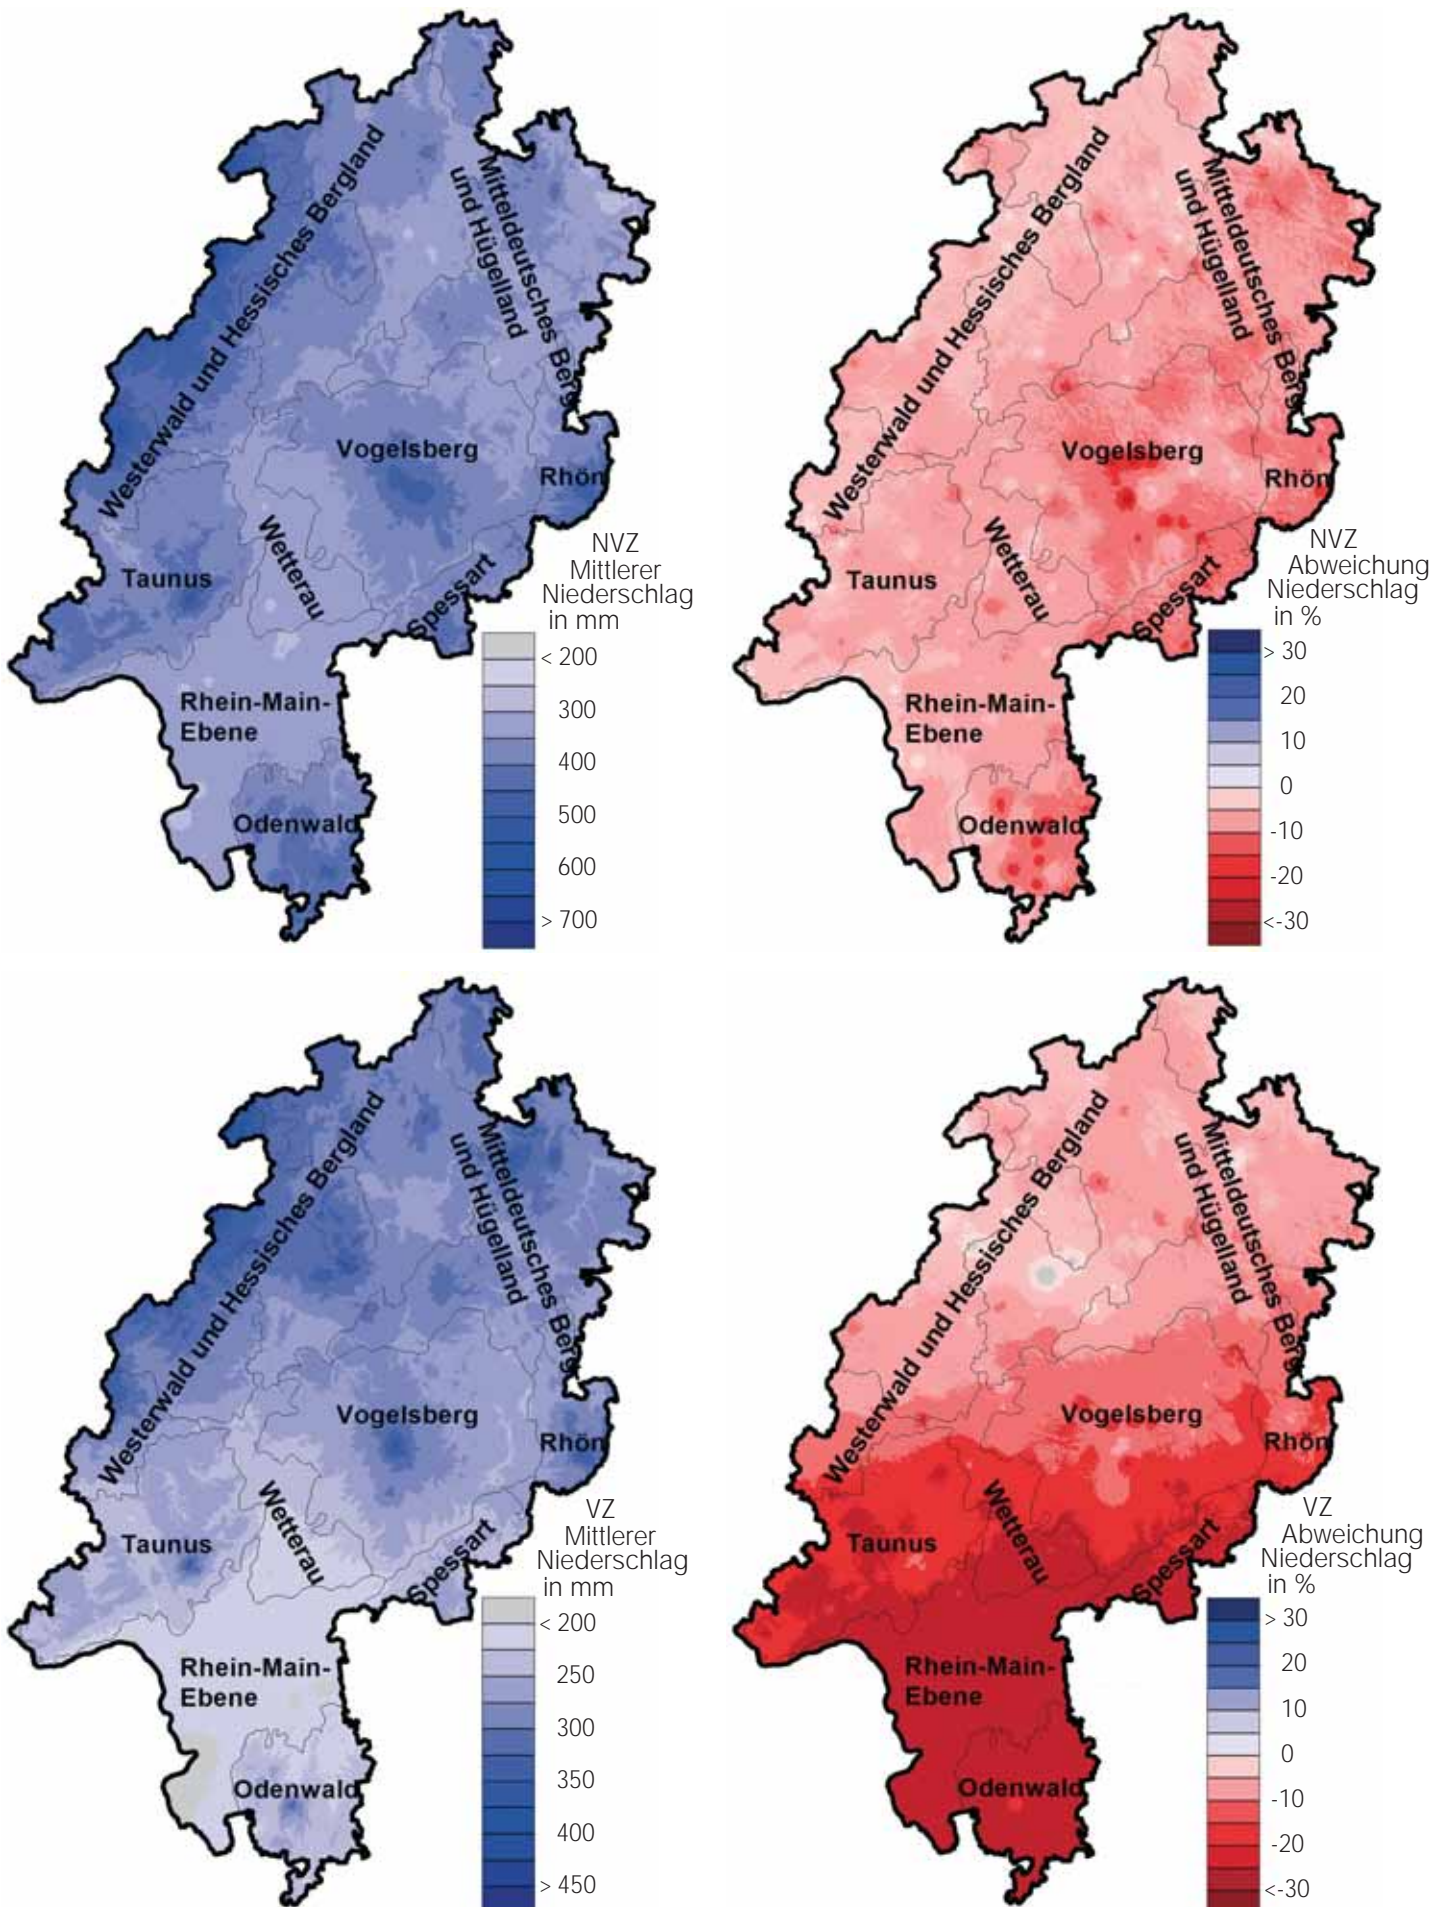 Westerwald und Hessisches Bergland
Mitteldeutsches Berg
und Hügelland
Vogelsberg
Rhön
Wetterau
Taunus
Spessart
Rhein-Main-
Ebene
Odenwald
NVZ
Mittlerer
Niederschlag
in mm
< 200
300
400
500
600
> 700
Westerwald und Hessisches Bergland
Mitteldeutsches Berg
und Hügelland
Vogelsberg
Rhön
Wetterau
Taunus
Spessart
Rhein-Main-
Ebene
Odenwald
NVZ
Abweichung
Niederschlag
in %
> 30
20
10
0
-10
-20
<-30
Westerwald und Hessisches Bergland
Mitteldeutsches Berg
und Hügelland
Vogelsberg
Rhön
Wetterau
Taunus
Spessart
Rhein-Main-
Ebene
Odenwald
VZ
Mittlerer
Niederschlag
in mm
< 200
250
300
350
400
> 450
Westerwald und Hessisches Bergland
Mitteldeutsches Berg
und Hügelland
Vogelsberg
Rhön
Wetterau
Taunus
Spessart
Rhein-Main-
Ebene
Odenwald
VZ
Abweichung
Niederschlag
in %
> 30
20
10
0
-10
-20
<-30